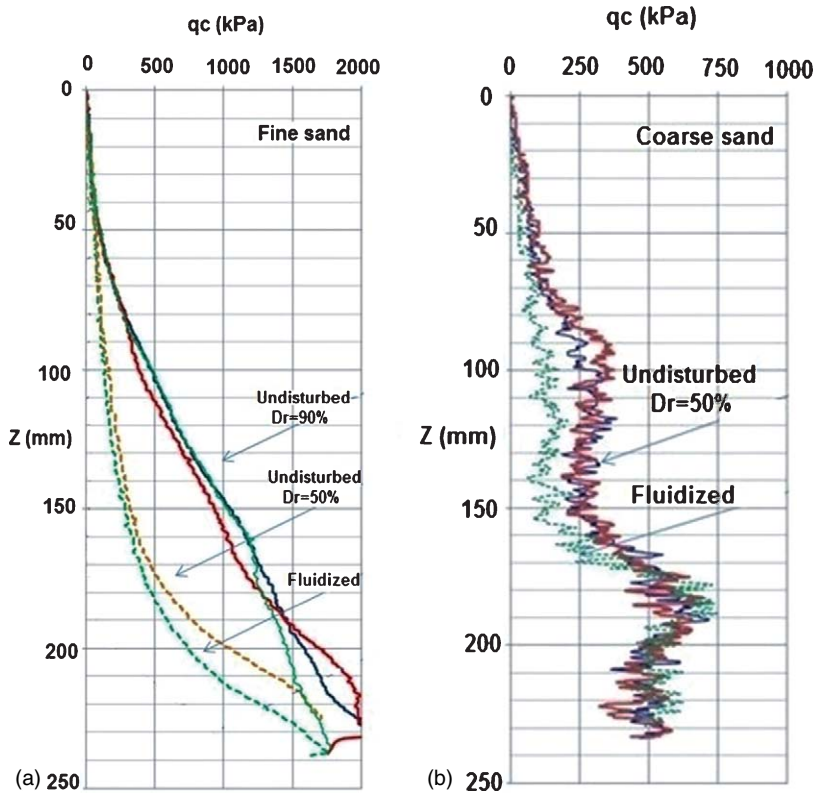 qc (kPa)
0 500 1000 1500 2000
0
50
100
Z (mm)
150
200
250
Fine sand
Undisturbed
Dr=90%
Undisturbed
Dr=50%
Fluidized
(a)
qc (kPa)
0 250 500 750 1000
0
50
100
Z (mm)
150
200
250
Coarse sand
Undisturbed
Dr=50%
Fluidized
(b)